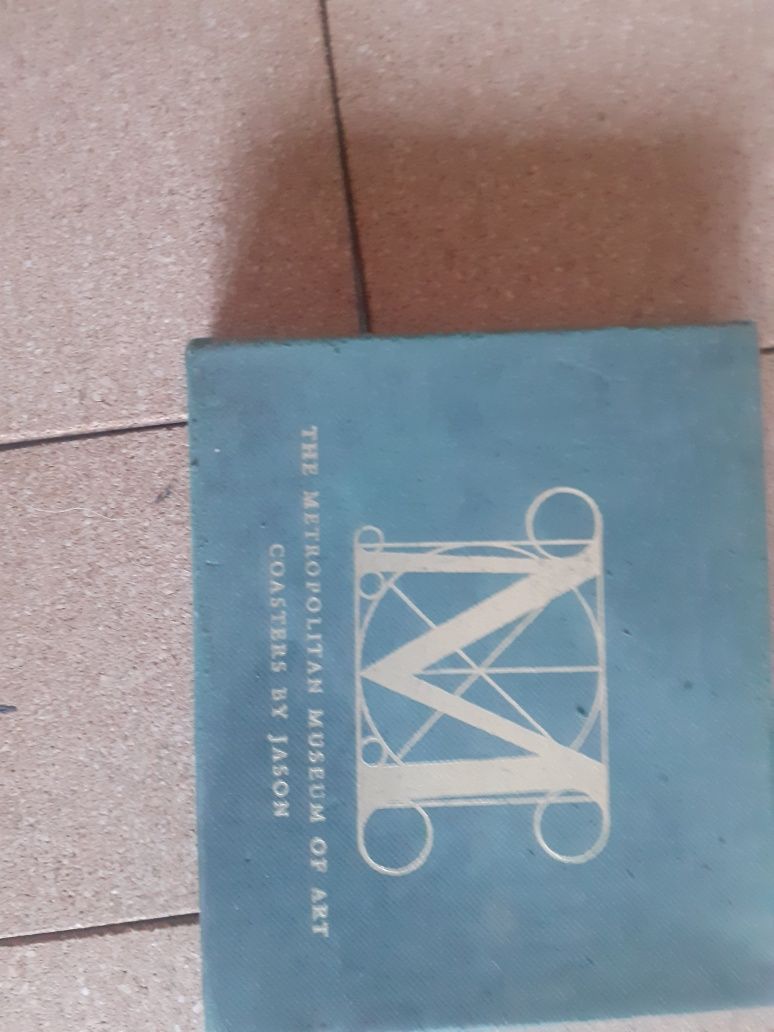 M
THE METROPOLITAN MUSEUM OF ART
COASTERS BY JASON